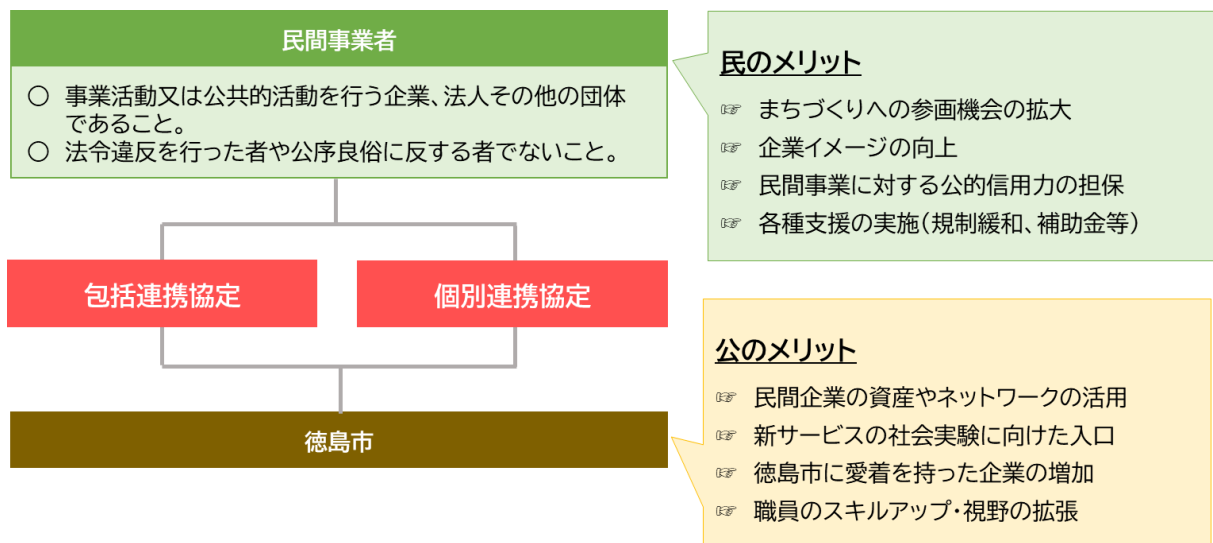 民間事業者
○ 事業活動又は公共的活動を行う企業、法人その他の団体
であること。
○ 法令違反を行った者や公序良俗に反する者でないこと。
包括連携協定
個別連携協定
徳島市
民のメリット
☞ まちづくりへの参画機会の拡大
☞ 企業イメージの向上
☞ 民間事業に対する公的信用力の担保
☞ 各種支援の実施(規制緩和、補助金等)
公のメリット
☞ 民間企業の資産やネットワークの活用
☞ 新サービスの社会実験に向けた入口
☞ 徳島市に愛着を持った企業の増加
☞ 職員のスキルアップ・視野の拡張